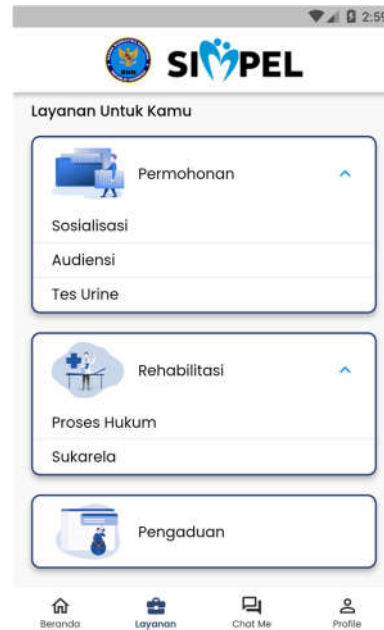 2:59
SIMPEL
Layanan Untuk Kamu
Permohonan
Sosialisasi
Audiensi
Tes Urine
Rehabilitasi
Proses Hukum
Sukarela
Pengaduan
Beranda
Layanan
Chat Me
Profile